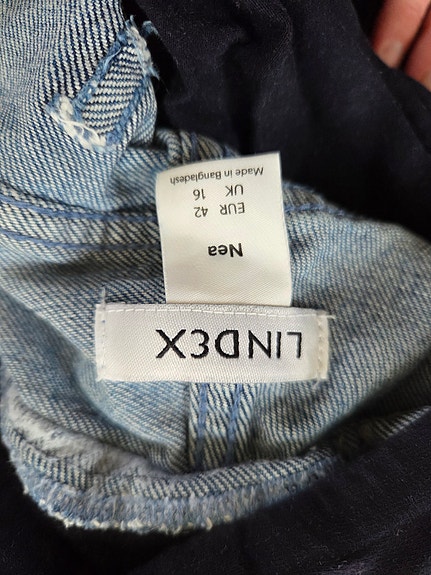 LINDEX
Nea
EUR 42
UK 16
Made in Bangladesh